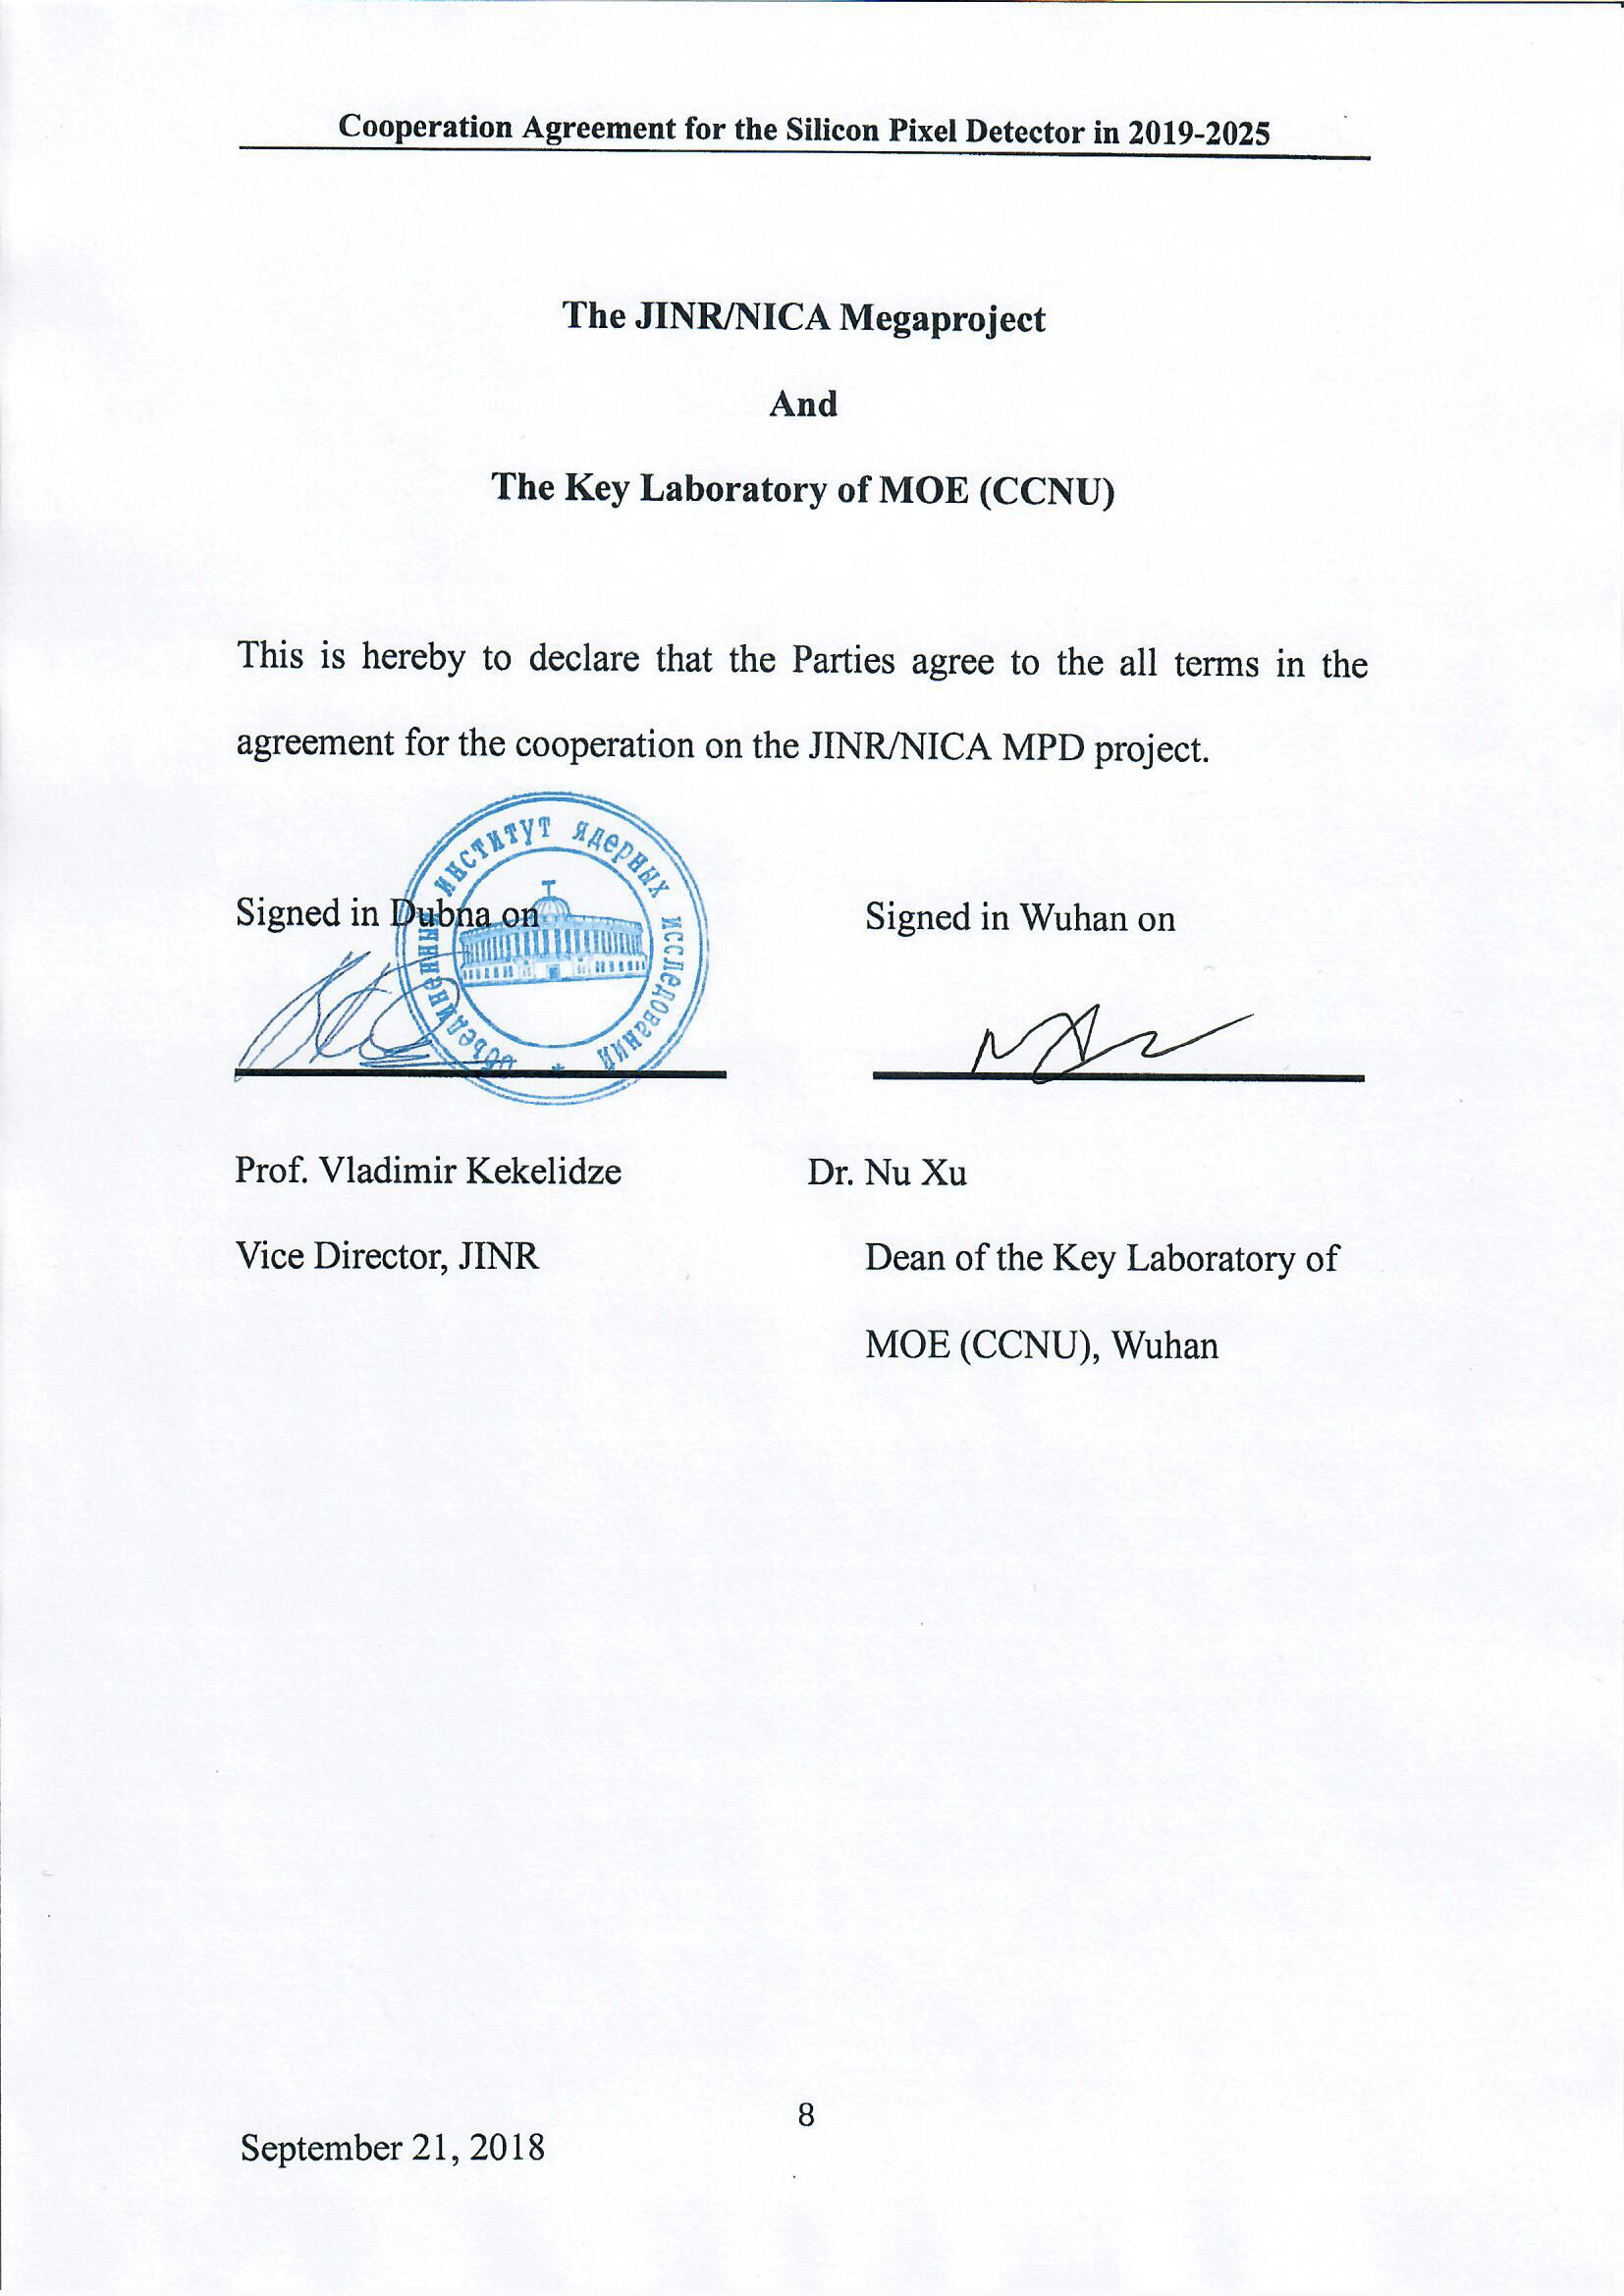 Cooperation Agreement for the Silicon Pixel Detector in 2019-2025
The JINR/NICA Megaproject
And
The Key Laboratory of MOE (CCNU)
This is hereby to declare that the Parties agree to the all terms in the
agreement for the cooperation on the JINR/NICA MPD project.
Объединенный институт ядерных исследований *
Signed in Dubna on
Signed in Wuhan on
Prof. Vladimir Kekelidze
Dr. Nu Xu
Vice Director, JINR
Dean of the Key Laboratory of
MOE (CCNU), Wuhan
8
September 21, 2018